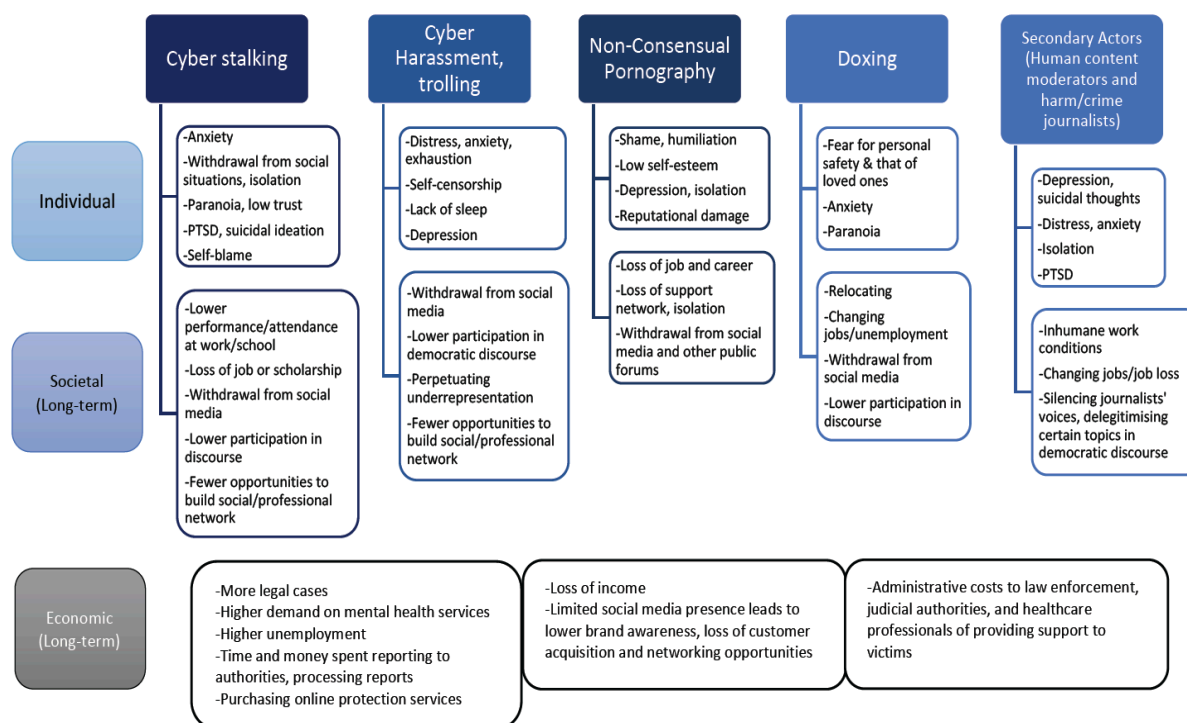 Cyber stalking
Cyber
Harassment,
trolling
Non-Consensual
Pornography
Doxing
Secondary Actors
(Human content
moderators and
harm/crime
journalists)
Individual
-Anxiety
-Withdrawal from social
situations, isolation
-Paranoia, low trust
-PTSD, suicidal ideation
-Self-blame
-Distress, anxiety,
exhaustion
-Self-censorship
-Lack of sleep
-Depression
-Shame, humiliation
-Low self-esteem
-Depression, isolation
-Reputational damage
-Fear for personal
safety & that of
loved ones
-Anxiety
-Paranoia
-Depression,
suicidal thoughts
-Distress, anxiety
-Isolation
-PTSD
Societal
(Long-term)
-Lower
performance/attendance
at work/school
-Loss of job or scholarship
-Withdrawal from social
media
-Lower participation in
discourse
-Fewer opportunities to
build social/professional
network
-Withdrawal from social
media
-Lower participation in
democratic discourse
-Perpetuating
underrepresentation
-Fewer opportunities to
build social/professional
network
-Loss of job and career
-Loss of support
network, isolation
-Withdrawal from social
media and other public
forums
-Relocating
-Changing
jobs/unemployment
-Withdrawal from
social media
-Lower participation in
discourse
-Inhumane work
conditions
-Changing jobs/job loss
-Silencing journalists'
voices, delegitimising
certain topics in
democratic discourse
Economic
(Long-term)
-More legal cases
-Higher demand on mental health services
-Higher unemployment
-Time and money spent reporting to
authorities, processing reports
-Purchasing online protection services
-Loss of income
-Limited social media presence leads to
lower brand awareness, loss of customer
acquisition and networking opportunities
-Administrative costs to law enforcement,
judicial authorities, and healthcare
professionals of providing support to
victims